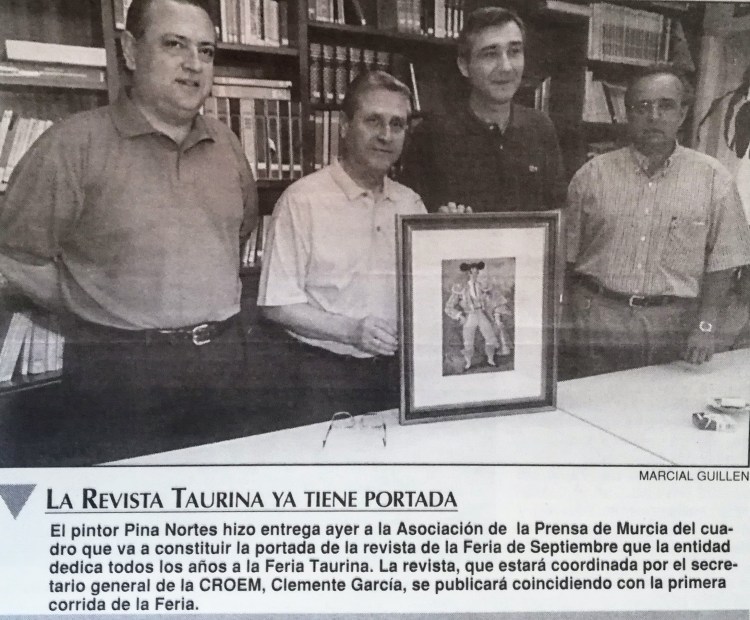 MARCIAL GUILLEN
LA REVISTA TAURINA YA TIENE PORTADA
El pintor Pina Nortes hizo entrega ayer a la Asociación de la Prensa de Murcia del cua-
dro que va a constituir la portada de la revista de la Feria de Septiembre que la entidad
dedica todos los años a la Feria Taurina. La revista, que estará coordinada por el secre-
tario general de la CROEM, Clemente García, se publicará coincidiendo con la primera
corrida de la Feria.